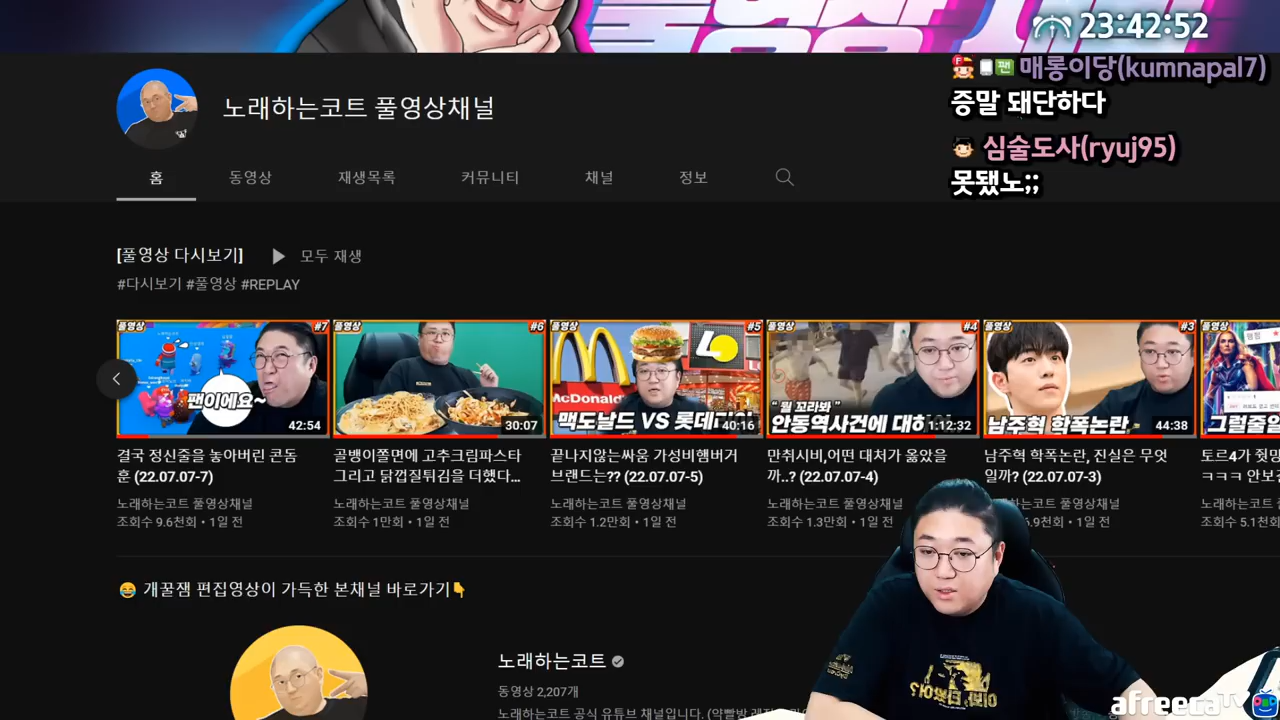 풀영상
23:42:52
매롱이당(kumnapal7)
증말 돼단하다
심술도사(ryuj95)
못됐노;;
노래하는코트 풀영상채널
홈
동영상
재생목록
커뮤니티
채널
정보
[풀영상 다시보기]
모두 재생
#다시보기 #풀영상 #REPLAY
풀영상
#7
팬이에요~
42:54
풀영상
#6
30:07
풀영상
#5
McDonald
맥도날드 VS 롯데리아
40:16
풀영상
#4
“ 뭘 꼬라봐 ”
안동역사건에 대하
1:12:32
풀영상
#3
남주혁 학폭논란
44:38
풀영상
그럴줄알
결국 정신줄을 놓아버린 콘돔
훈 (22.07.07-7)
노래하는코트 풀영상채널
조회수 9.6천회 • 1일 전
골뱅이쫄면에 고추크림파스타
그리고 닭껍질튀김을 더했다...
노래하는코트 풀영상채널
조회수 1만회 • 1일 전
끝나지않는싸움 가성비햄버거
브랜드는?? (22.07.07-5)
노래하는코트 풀영상채널
조회수 1.2만회 • 1일 전
만취시비,어떤 대처가 옳았을
까..? (22.07.07-4)
노래하는코트 풀영상채널
조회수 1.3만회 • 1일 전
남주혁 학폭논란, 진실은 무엇
일까? (22.07.07-3)
노래하는코트 풀영상채널
6.9천회 • 1일 전
토르4가 줫망
ㅋㅋㅋ 안보
노래하는코트
조회수 5.1천회
😂 개꿀잼 편집영상이 가득한 본채널 바로가기👇
노래하는코트
동영상 2,207개
노래하는코트 공식 유튜브 채널입니다.
afreecaTV